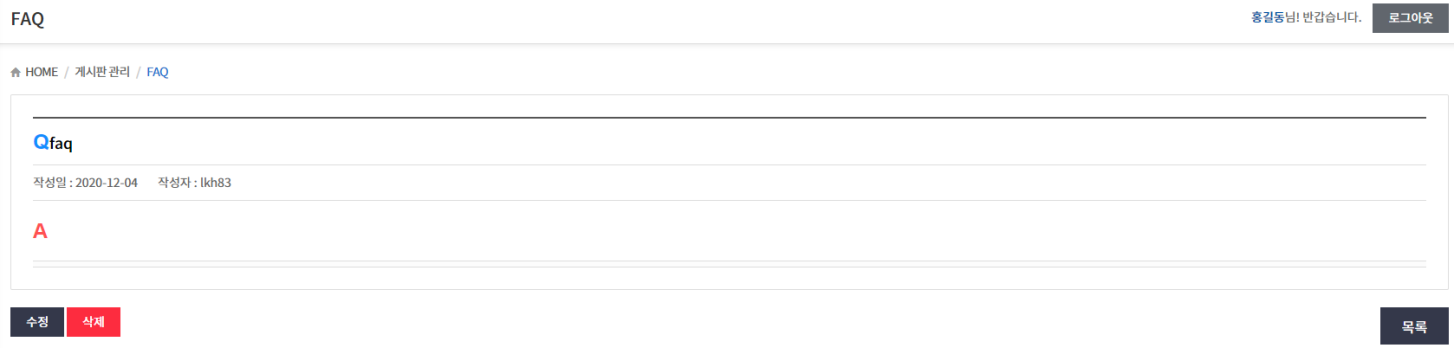 FAQ 홍길동님! 반갑습니다. 로그아웃
HOME / 게시판 관리 / FAQ
Qfaq
작성일 : 2020-12-04 작성자 : lkh83
A
수정 삭제 목록